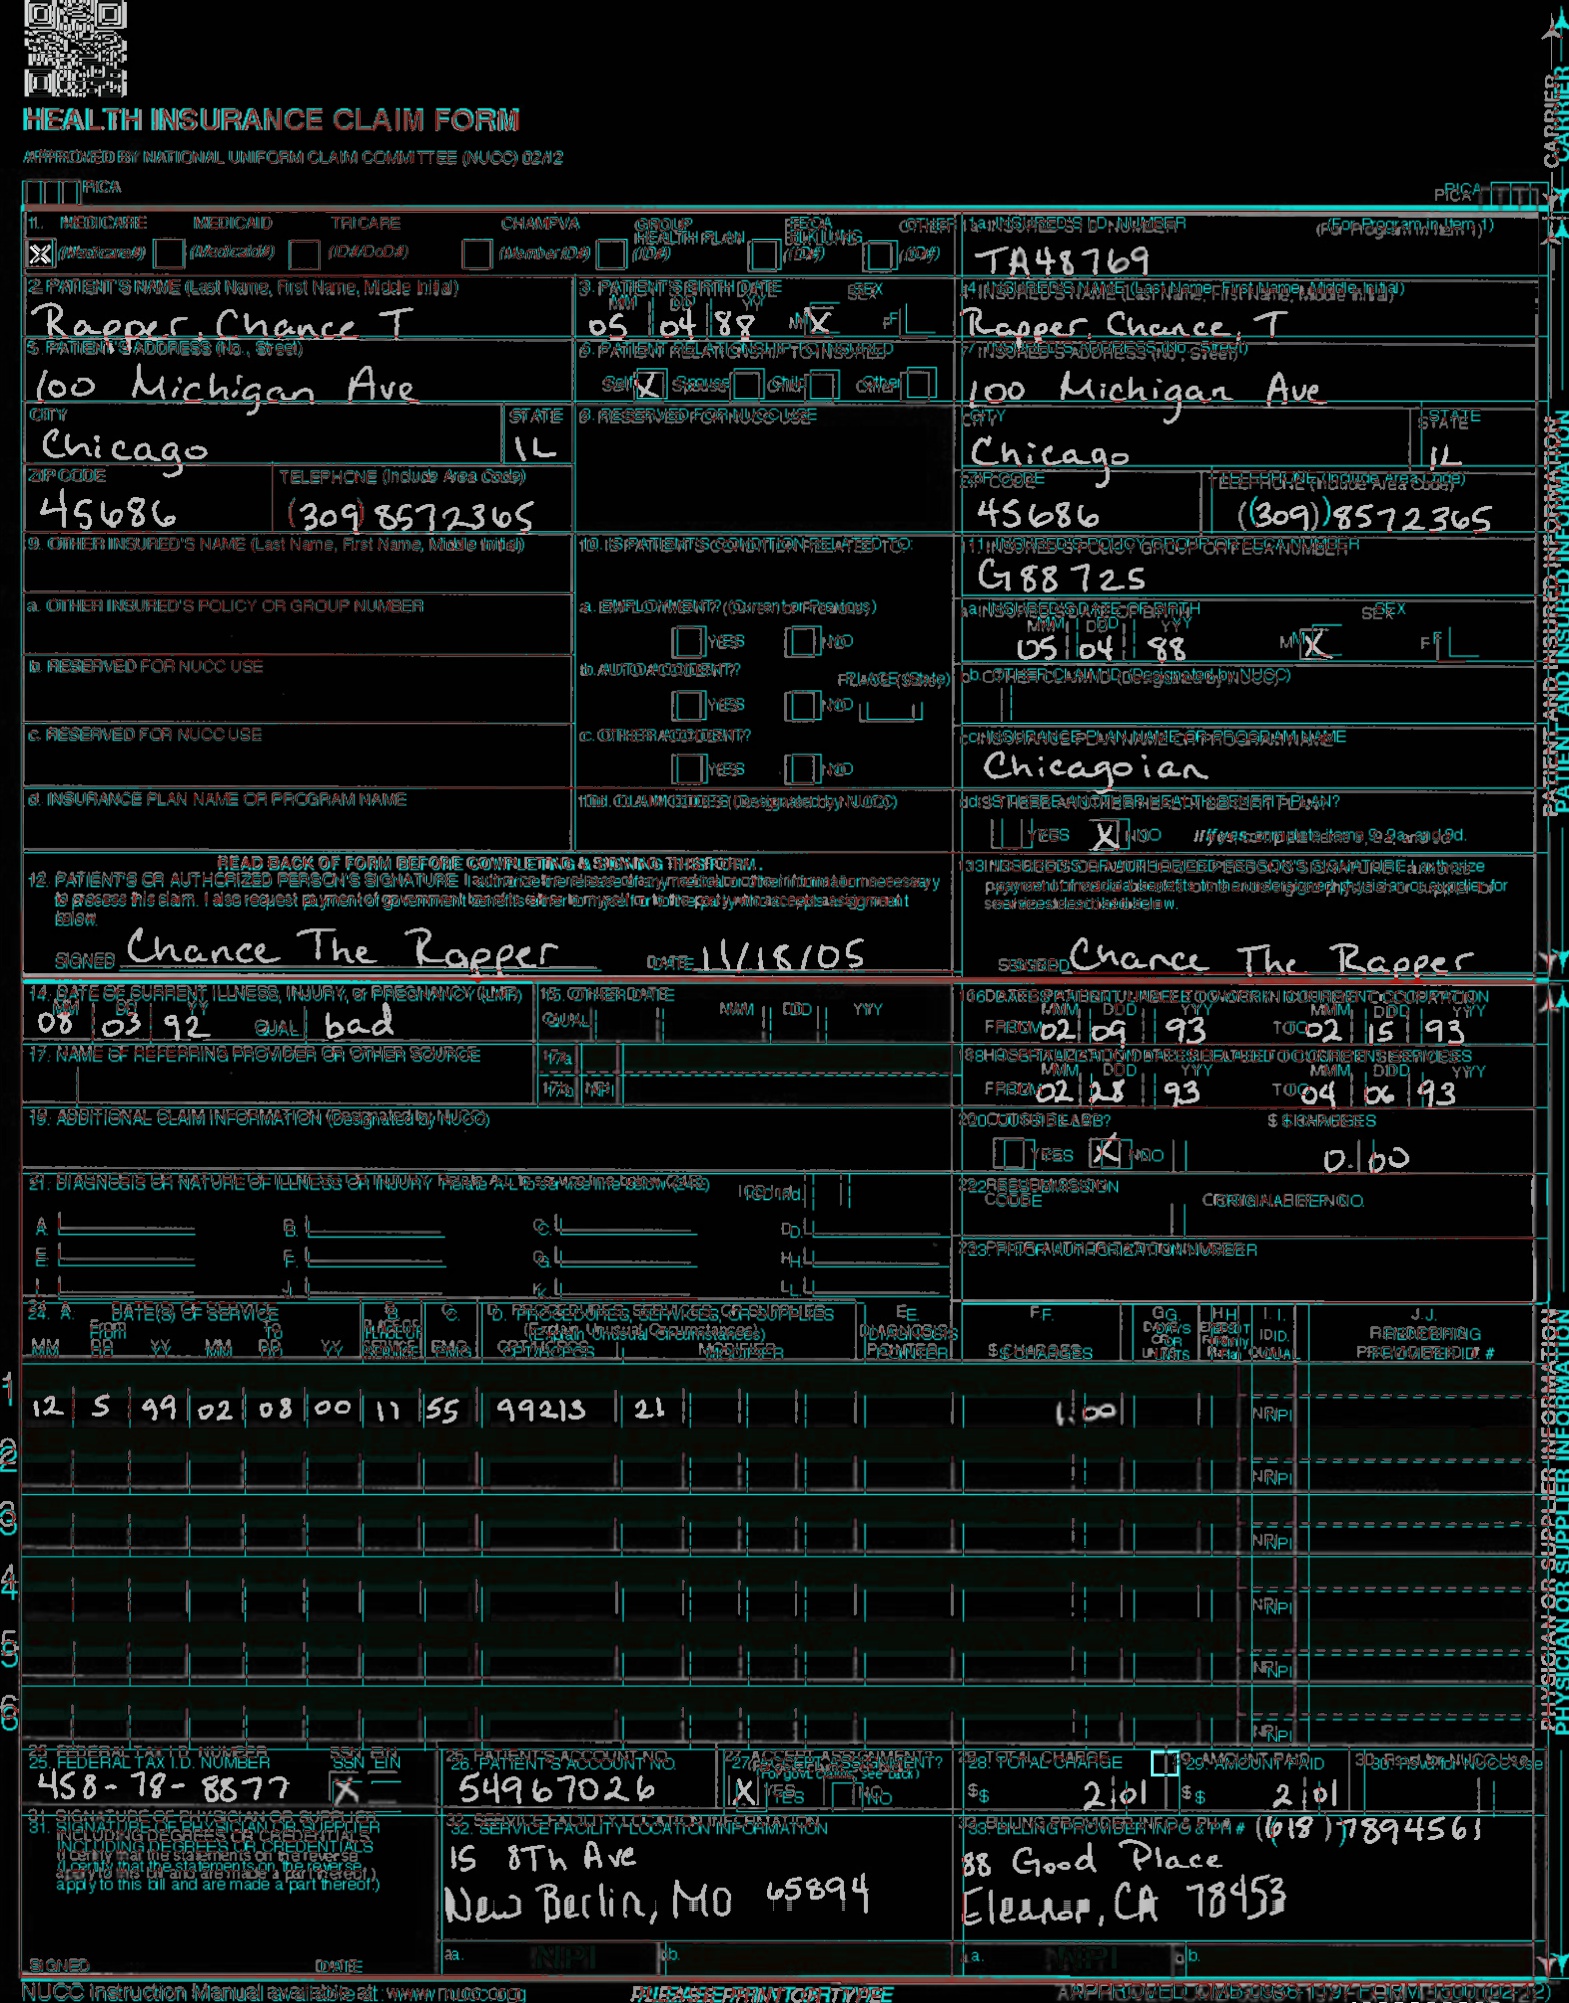 HEALTH INSURANCE CLAIM FORM
APPROVED BY NATIONAL UNIFORM CLAIM COMMITTEE (NUCC) 02/12
PICA
PICA
CARRIER
1. MEDICARE MEDICAID TRICARE CHAMPVA GROUP HEALTH PLAN FECA BLK LUNG OTHER
(Medicare#) (Medicaid#) (ID#/DoD#) (Member ID#) (ID#) (ID#) (ID#)
X
1a. INSURED'S I.D. NUMBER (For Program in Item 1)
TA48769
2. PATIENT'S NAME (Last Name, First Name, Middle Initial)
Rapper, Chance T
3. PATIENT'S BIRTH DATE SEX
MM DD YY
05 04 88 M X F
4. INSURED'S NAME (Last Name, First Name, Middle Initial)
Rapper, Chance, T
5. PATIENT'S ADDRESS (No., Street)
100 Michigan Ave
6. PATIENT RELATIONSHIP TO INSURED
Self X Spouse Child Other
7. INSURED'S ADDRESS (No., Street)
100 Michigan Ave
CITY STATE
Chicago IL
8. RESERVED FOR NUCC USE
CITY STATE
Chicago IL
ZIP CODE TELEPHONE (Include Area Code)
45686 (309) 8572365
ZIP CODE TELEPHONE (Include Area Code)
45686 (309) 8572365
9. OTHER INSURED'S NAME (Last Name, First Name, Middle Initial)
10. IS PATIENT'S CONDITION RELATED TO:
11. INSURED'S POLICY GROUP OR FECA NUMBER
G88725
a. OTHER INSURED'S POLICY OR GROUP NUMBER
a. EMPLOYMENT? (Current or Previous)
YES NO
a. INSURED'S DATE OF BIRTH SEX
MM DD YY
05 04 88 M X F
b. RESERVED FOR NUCC USE
b. AUTO ACCIDENT? PLACE (State)
YES NO
b. OTHER CLAIM ID (Designated by NUCC)
c. RESERVED FOR NUCC USE
c. OTHER ACCIDENT?
YES NO
c. INSURANCE PLAN NAME OR PROGRAM NAME
Chicagoian
d. INSURANCE PLAN NAME OR PROGRAM NAME
10d. CLAIM CODES (Designated by NUCC)
d. IS THERE ANOTHER HEALTH BENEFIT PLAN?
YES X NO If yes, complete items 9, 9a, and 9d.
READ BACK OF FORM BEFORE COMPLETING & SIGNING THIS FORM.
12. PATIENT'S OR AUTHORIZED PERSON'S SIGNATURE I authorize the release of any medical or other information necessary
to process this claim. I also request payment of government benefits either to myself or to the party who accepts assignment
below.
SIGNED Chance The Rapper DATE 11/18/05
13. INSURED'S OR AUTHORIZED PERSON'S SIGNATURE I authorize
payment of medical benefits to the undersigned physician or supplier for
services described below.
SIGNED Chance The Rapper
PATIENT AND INSURED INFORMATION
14. DATE OF CURRENT ILLNESS, INJURY, or PREGNANCY (LMP)
MM DD YY
08 03 92 QUAL. bad
15. OTHER DATE
QUAL. MM DD YY
16. DATES PATIENT UNABLE TO WORK IN CURRENT OCCUPATION
MM DD YY MM DD YY
FROM 02 09 93 TO 02 15 93
17. NAME OF REFERRING PROVIDER OR OTHER SOURCE
17a.
17b. NPI
18. HOSPITALIZATION DATES RELATED TO CURRENT SERVICES
MM DD YY MM DD YY
FROM 02 28 93 TO 04 06 93
19. ADDITIONAL CLAIM INFORMATION (Designated by NUCC)
20. OUTSIDE LAB? $ CHARGES
YES X NO 0.00
21. DIAGNOSIS OR NATURE OF ILLNESS OR INJURY Relate A-L to service line below (24E) ICD Ind.
A. B. C. D.
E. F. G. H.
I. J. K. L.
22. RESUBMISSION
CODE ORIGINAL REF. NO.
23. PRIOR AUTHORIZATION NUMBER
24. A. DATE(S) OF SERVICE B. C. D. PROCEDURES, SERVICES, OR SUPPLIES E. F. G. H. I. J.
From To PLACE OF (Explain Unusual Circumstances) DIAGNOSIS DAYS OR EPSDT ID. RENDERING
MM DD YY MM DD YY SERVICE EMG CPT/HCPCS MODIFIER POINTER $ CHARGES UNITS Family Plan QUAL. PROVIDER ID. #
1 12 5 99 02 08 00 11 55 99213 21 1.00 NPI
2 NPI
3 NPI
4 NPI
5 NPI
6 NPI
PHYSICIAN OR SUPPLIER INFORMATION
25. FEDERAL TAX I.D. NUMBER SSN EIN
458-78-8877 X
26. PATIENT'S ACCOUNT NO.
54967026
27. ACCEPT ASSIGNMENT?
(For govt. claims, see back)
X YES NO
28. TOTAL CHARGE
$ 2 01
29. AMOUNT PAID
$ 2 01
30. Rsvd for NUCC Use
31. SIGNATURE OF PHYSICIAN OR SUPPLIER
INCLUDING DEGREES OR CREDENTIALS
(I certify that the statements on the reverse
apply to this bill and are made a part thereof.)
SIGNED DATE
32. SERVICE FACILITY LOCATION INFORMATION
15 8Th Ave
New Berlin, MO 65894
a. NPI b.
33. BILLING PROVIDER INFO & PH # (618) 7894561
88 Good Place
Eleanor, CA 78453
a. NPI b.
NUCC Instruction Manual available at: www.nucc.org
PLEASE PRINT OR TYPE